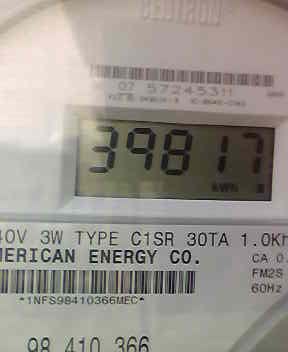 07 57245311
39817
kWh
40V 3W TYPE C1SR 30TA 1.0Kh
MERICAN ENERGY CO.
CA 0.
FM2S
60Hz
*1NFS98410366MEC*
98 410 366